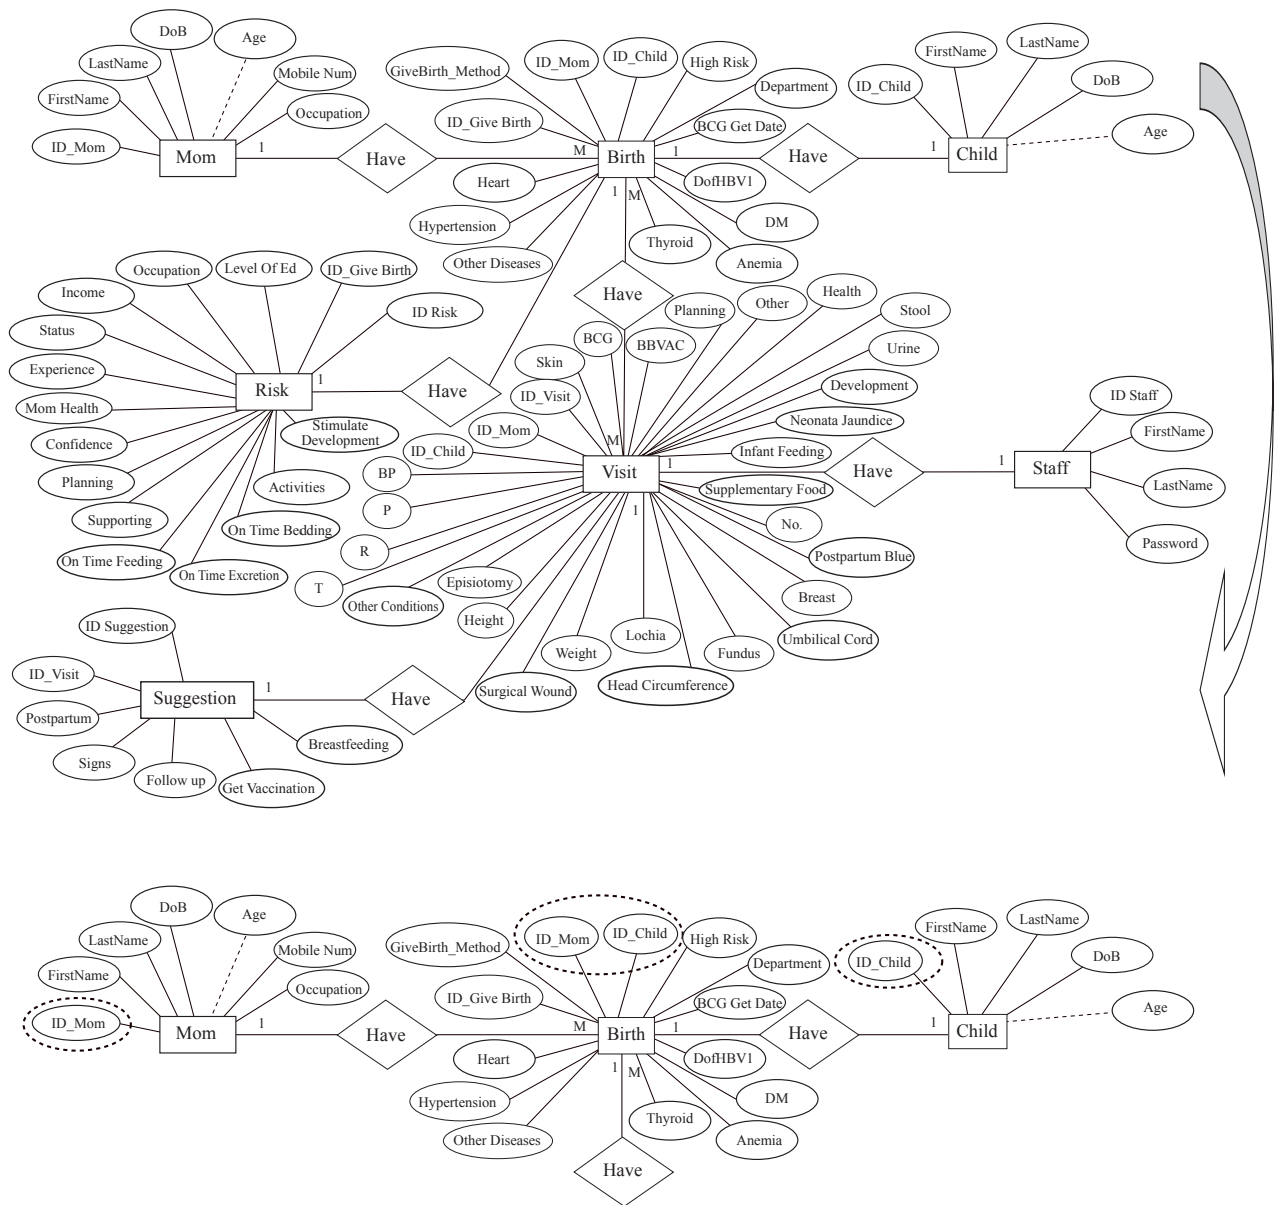 DoB
Age
LastName
Mobile Num
FirstName
Occupation
ID_Mom
Mom
1
Have
M
GiveBirth_Method
ID_Mom
ID_Child
High Risk
Department
ID_Give Birth
BCG Get Date
Birth
1
Have
1
Heart
DofHBV1
Hypertension
1
M
DM
Other Diseases
Thyroid
Anemia
FirstName
LastName
ID_Child
DoB
Child
Age
Occupation
Level Of Ed
ID_Give Birth
Income
ID Risk
Status
Experience
Risk
1
Have
Mom Health
Stimulate
Development
Confidence
Planning
Activities
Supporting
On Time Bedding
On Time Feeding
On Time Excretion
Have
Planning
Other
Health
Stool
BCG
BBVAC
Urine
Skin
Development
ID_Visit
Neonata Jaundice
ID_Mom
M
Infant Feeding
ID_Child
Visit
1
Have
1
Staff
BP
Supplementary Food
P
1
No.
R
Postpartum Blue
T
Other Conditions
Episiotomy
Breast
Height
Lochia
Umbilical Cord
Weight
Fundus
Surgical Wound
Head Circumference
ID Staff
FirstName
LastName
Password
ID Suggestion
ID_Visit
Suggestion
1
Have
Postpartum
Breastfeeding
Signs
Follow up
Get Vaccination
DoB
Age
LastName
Mobile Num
FirstName
Occupation
ID_Mom
Mom
1
Have
M
GiveBirth_Method
ID_Mom
ID_Child
High Risk
Department
ID_Give Birth
BCG Get Date
Birth
1
Have
1
Heart
DofHBV1
Hypertension
1
M
DM
Other Diseases
Thyroid
Anemia
Have
FirstName
LastName
ID_Child
DoB
Child
Age